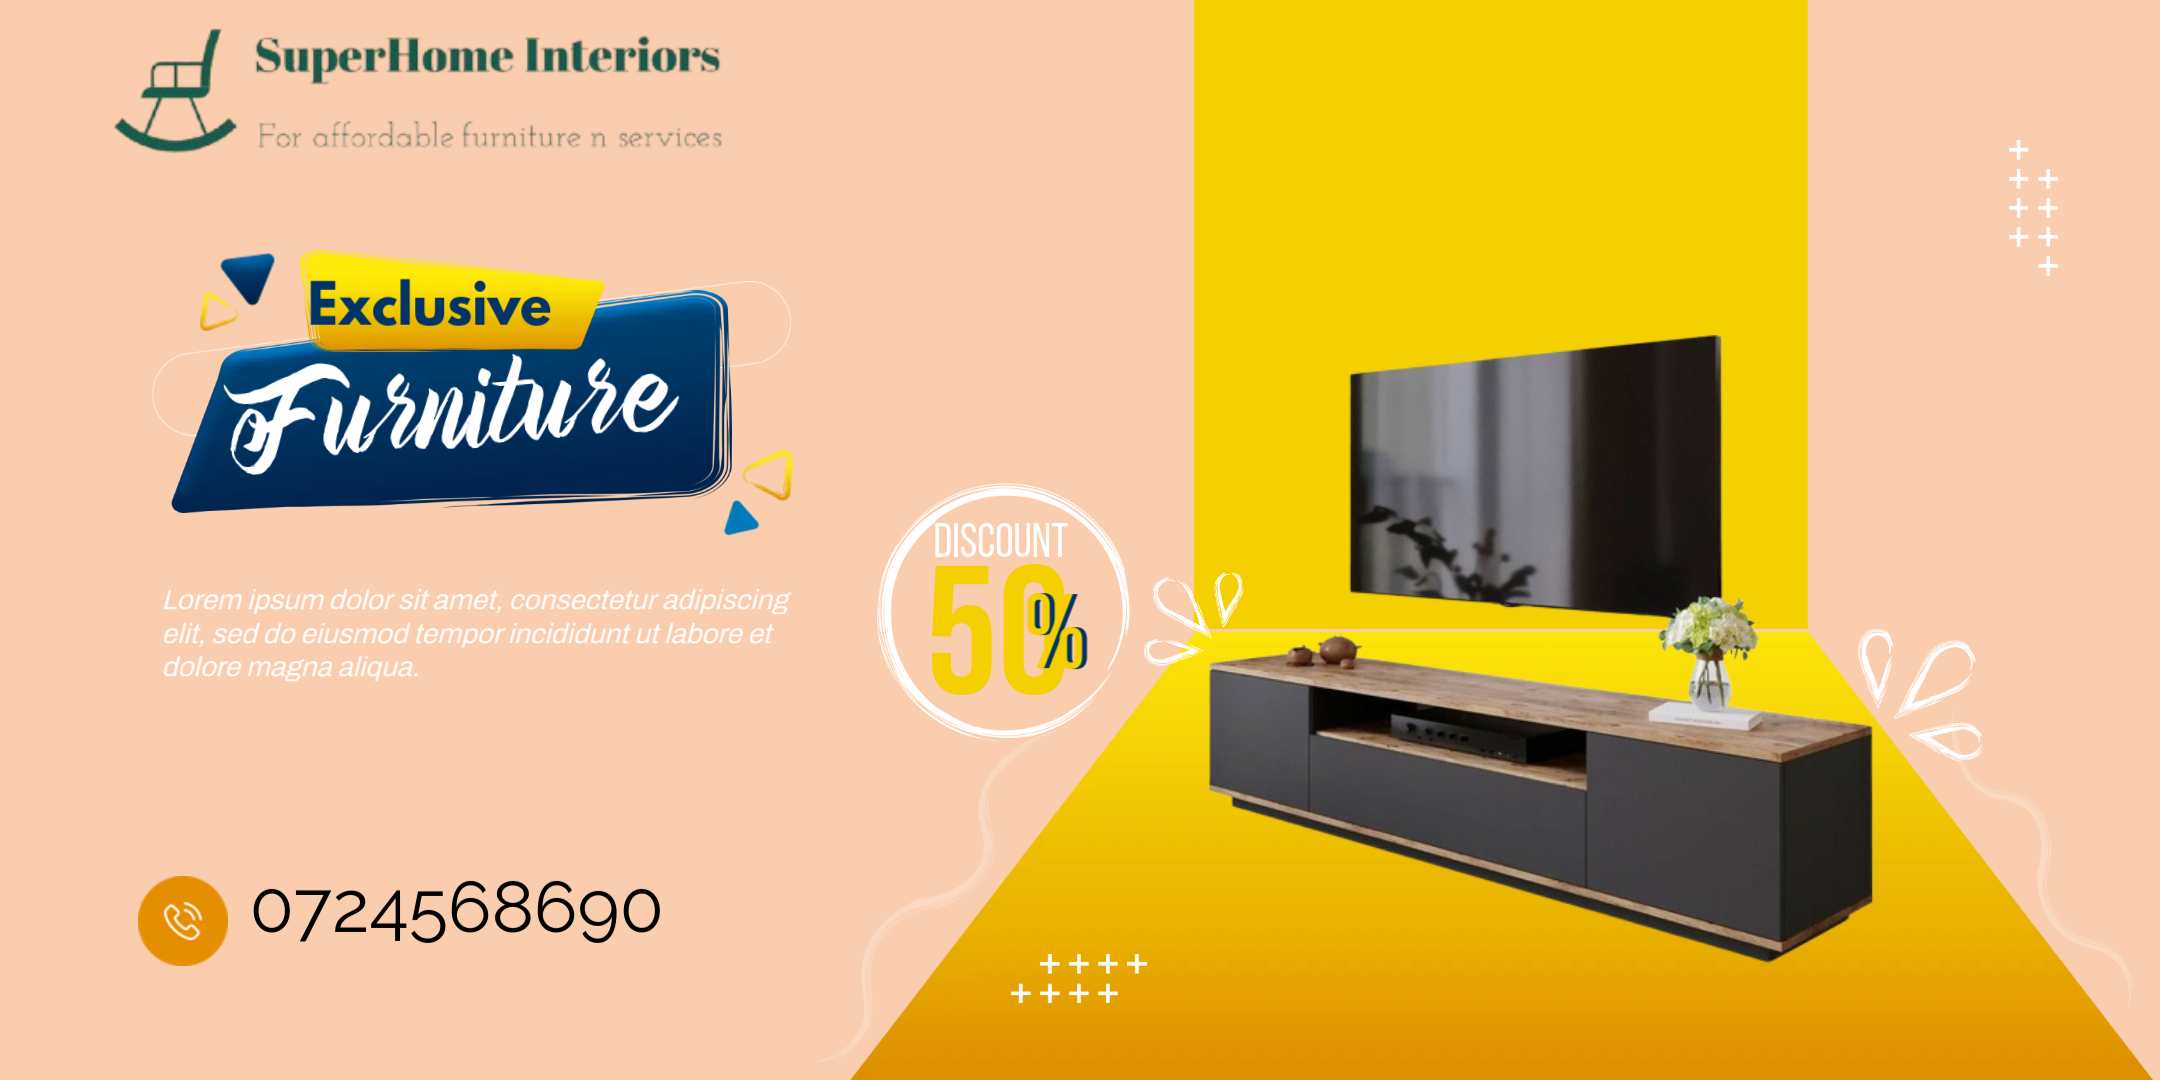 SuperHome Interiors
For affordable furniture n services
Exclusive
Furniture
Lorem ipsum dolor sit amet, consectetur adipiscing
elit, sed do eiusmod tempor incididunt ut labore et
dolore magna aliqua.
DISCOUNT
50%
0724568690